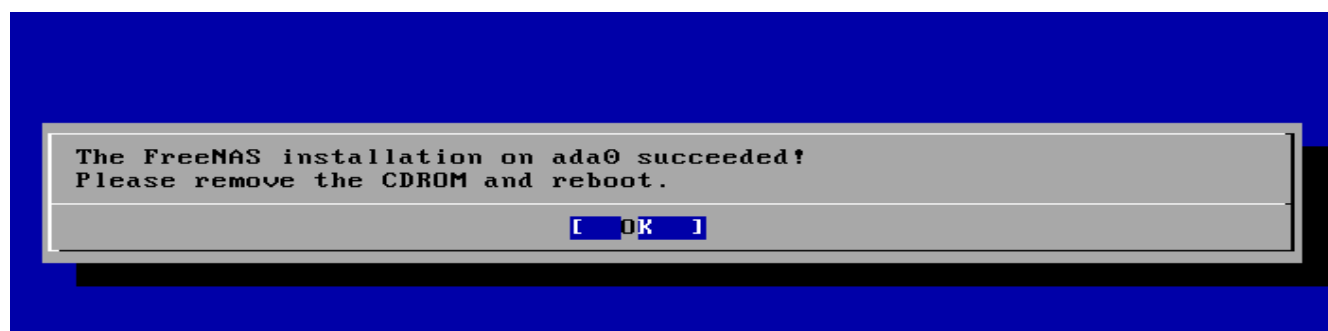 The FreeNAS installation on ada0 succeeded!
Please remove the CDROM and reboot.
[ OK ]